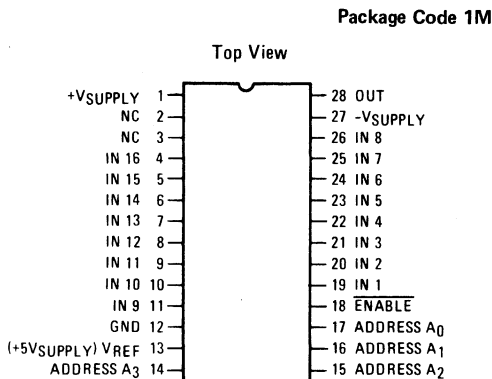 Package Code 1M
Top View
+VSUPPLY 1 28 OUT
NC 2 27 -VSUPPLY
NC 3 26 IN 8
IN 16 4 25 IN 7
IN 15 5 24 IN 6
IN 14 6 23 IN 5
IN 13 7 22 IN 4
IN 12 8 21 IN 3
IN 11 9 20 IN 2
IN 10 10 19 IN 1
IN 9 11 18 ENABLE
GND 12 17 ADDRESS A0
(+5VSUPPLY) VREF 13 16 ADDRESS A1
ADDRESS A3 14 15 ADDRESS A2